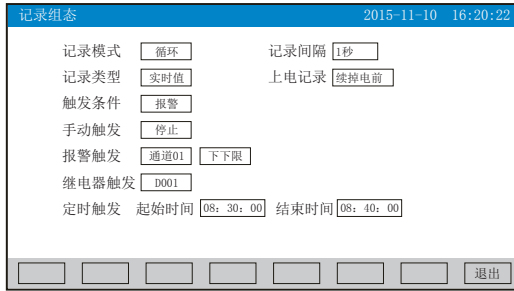 记录组态 2015-11-10 16:20:22
记录模式 循环 记录间隔 1秒
记录类型 实时值 上电记录 续掉电前
触发条件 报警
手动触发 停止
报警触发 通道01 下下限
继电器触发 D001
定时触发 起始时间 08: 30: 00 结束时间 08: 40: 00
退出